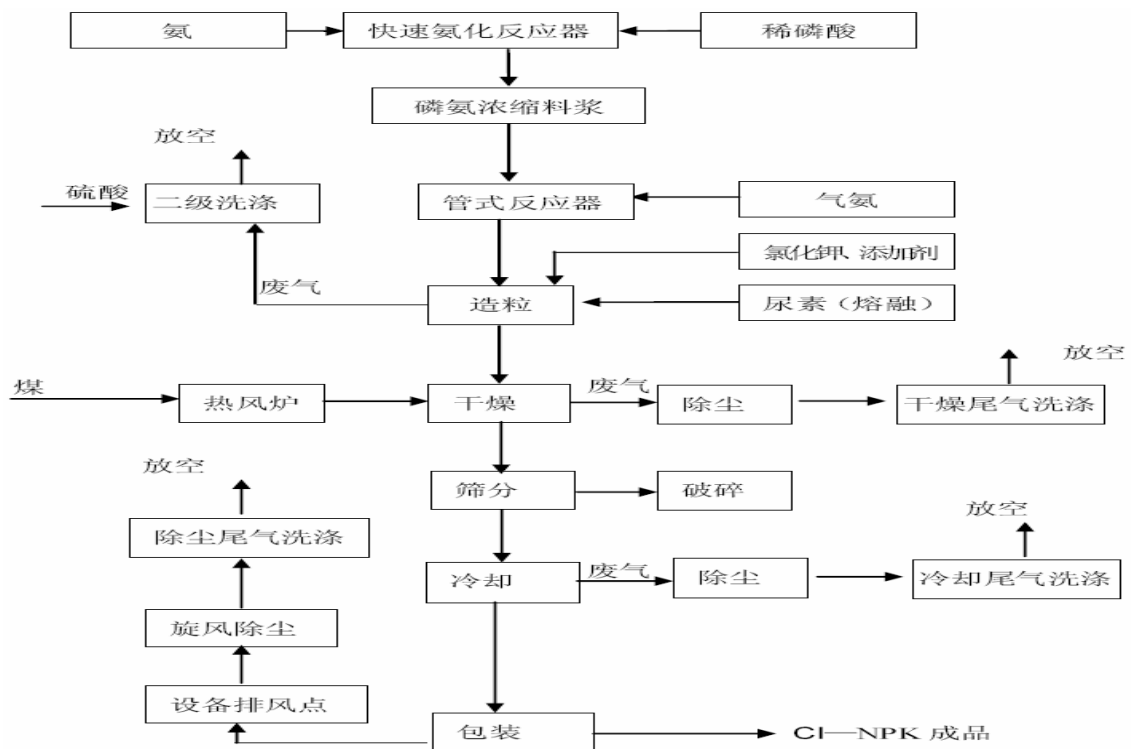 氨
快速氨化反应器
稀磷酸
磷氨浓缩料浆
放空
硫酸
二级洗涤
管式反应器
气氨
氯化钾、添加剂
废气
造粒
尿素（熔融）
放空
煤
热风炉
干燥
废气
除尘
干燥尾气洗涤
放空
筛分
破碎
放空
除尘尾气洗涤
冷却
废气
除尘
冷却尾气洗涤
旋风除尘
设备排风点
包装
CI—NPK 成品